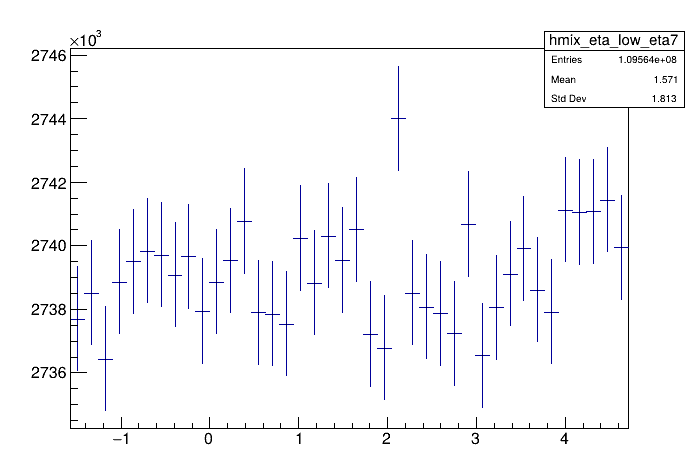 ×10³
hmix_eta_low_eta7
Entries 1.09564e+08
Mean 1.571
Std Dev 1.813
2746
2744
2742
2740
2738
2736
−1 0 1 2 3 4